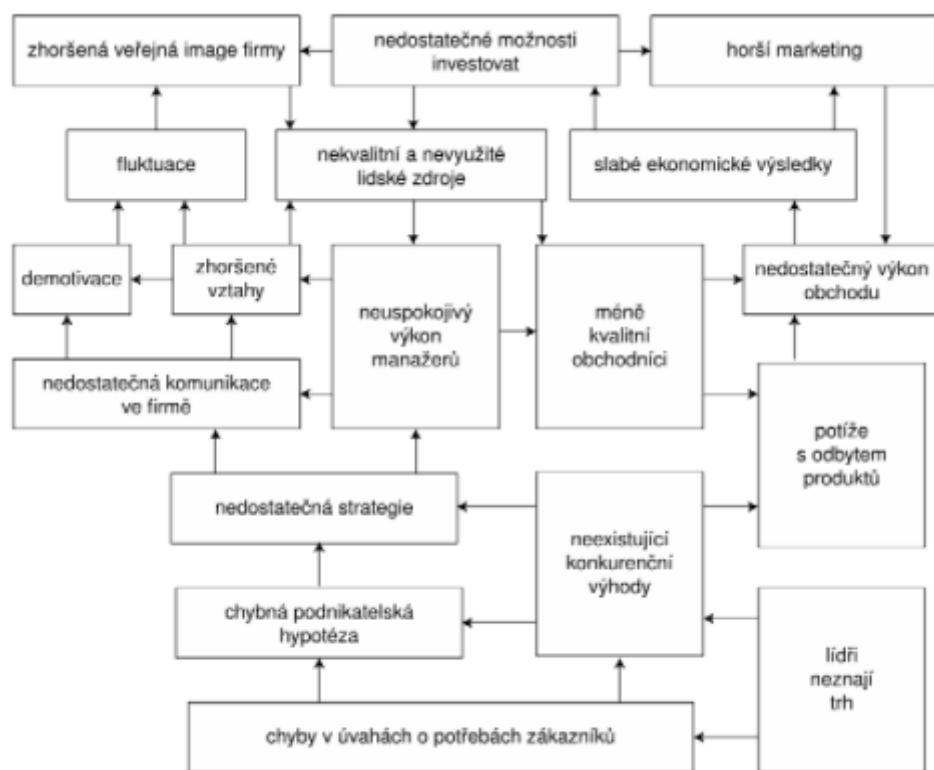 zhoršená veřejná image firmy
nedostatečné možnosti
investovat
horší marketing
fluktuace
nekvalitní a nevyužité
lidské zdroje
slabé ekonomické výsledky
demotivace
zhoršené
vztahy
neuspokojivý
výkon
manažerů
méně
kvalitní
obchodníci
nedostatečný výkon
obchodu
nedostatečná komunikace
ve firmě
potíže
s odbytem
produktů
nedostatečná strategie
neexistující
konkurenční
výhody
chybná podnikatelská
hypotéza
lídři
neznají
trh
chyby v úvahách o potřebách zákazníků